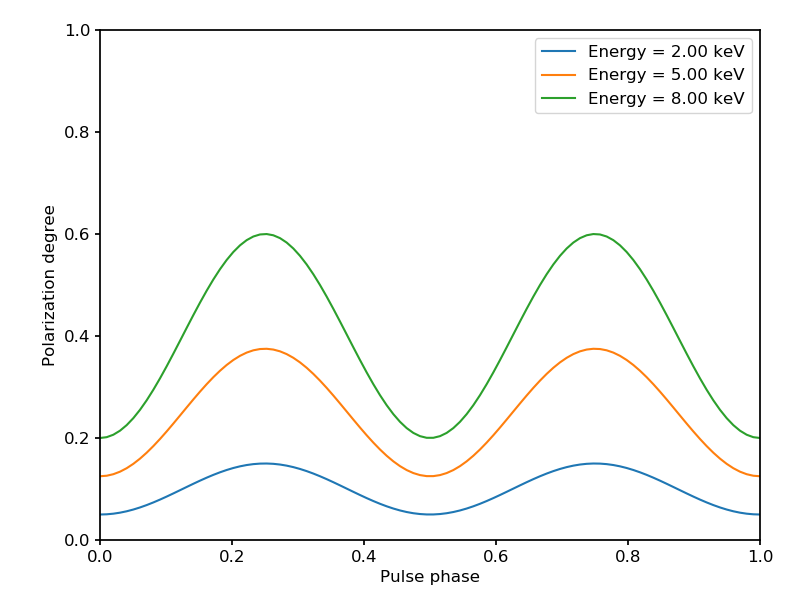 1.0
0.8
0.6
0.4
0.2
0.0
Polarization degree
Energy = 2.00 keV
Energy = 5.00 keV
Energy = 8.00 keV
0.0 0.2 0.4 0.6 0.8 1.0
Pulse phase